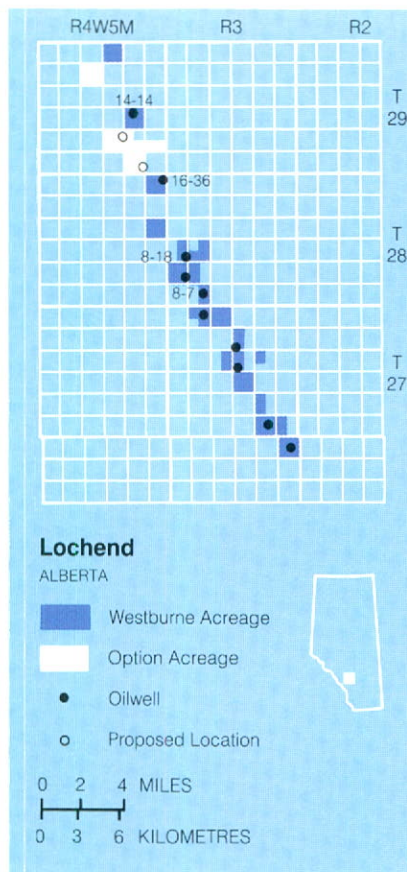 R4W5M R3 R2
T
29
14-14
16-36
T
28
8-18
8-7
T
27
Lochend
ALBERTA
Westburne Acreage
Option Acreage
Oilwell
Proposed Location
0 2 4 MILES
0 3 6 KILOMETRES